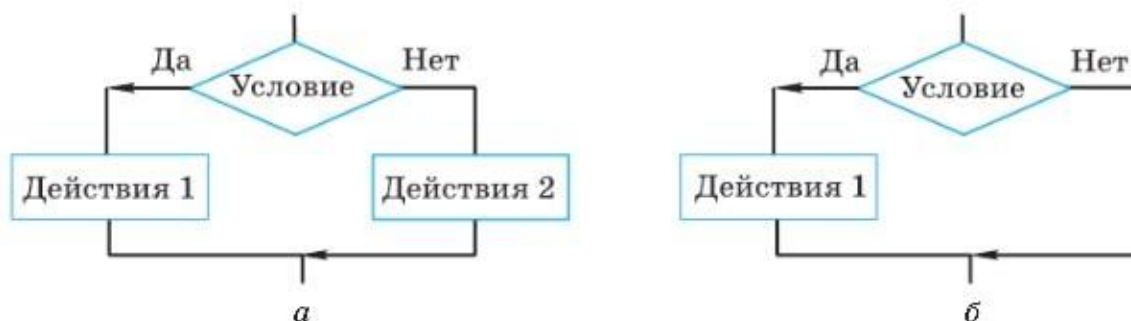 Да
Условие
Нет
Действия 1
Действия 2
а
Да
Условие
Нет
Действия 1
б